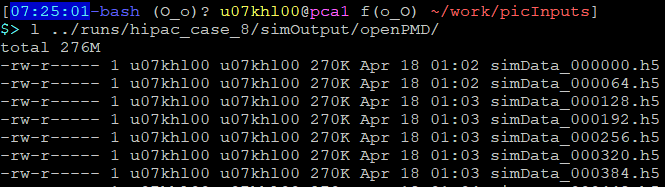 [07:25:01-bash (O_o)? u07khl00@pca1 f(o_O) ~/work/picInputs]
$> l ../runs/hipac_case_8/simOutput/openPMD/
total 276M
-rw-r----- 1 u07khl00 u07khl00 270K Apr 18 01:02 simData_000000.h5
-rw-r----- 1 u07khl00 u07khl00 270K Apr 18 01:02 simData_000064.h5
-rw-r----- 1 u07khl00 u07khl00 270K Apr 18 01:03 simData_000128.h5
-rw-r----- 1 u07khl00 u07khl00 270K Apr 18 01:03 simData_000192.h5
-rw-r----- 1 u07khl00 u07khl00 270K Apr 18 01:03 simData_000256.h5
-rw-r----- 1 u07khl00 u07khl00 270K Apr 18 01:03 simData_000320.h5
-rw-r----- 1 u07khl00 u07khl00 270K Apr 18 01:03 simData_000384.h5